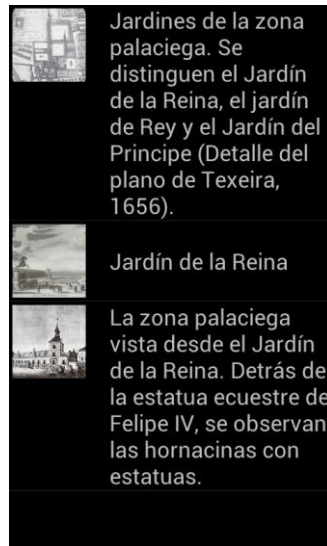 Jardines de la zona
palaciega. Se
distinguen el Jardín
de la Reina, el jardín
de Rey y el Jardín del
Principe (Detalle del
plano de Texeira,
1656).
Jardín de la Reina
La zona palaciega
vista desde el Jardín
de la Reina. Detrás de
la estatua ecuestre de
Felipe IV, se observan
las hornacinas con
estatuas.